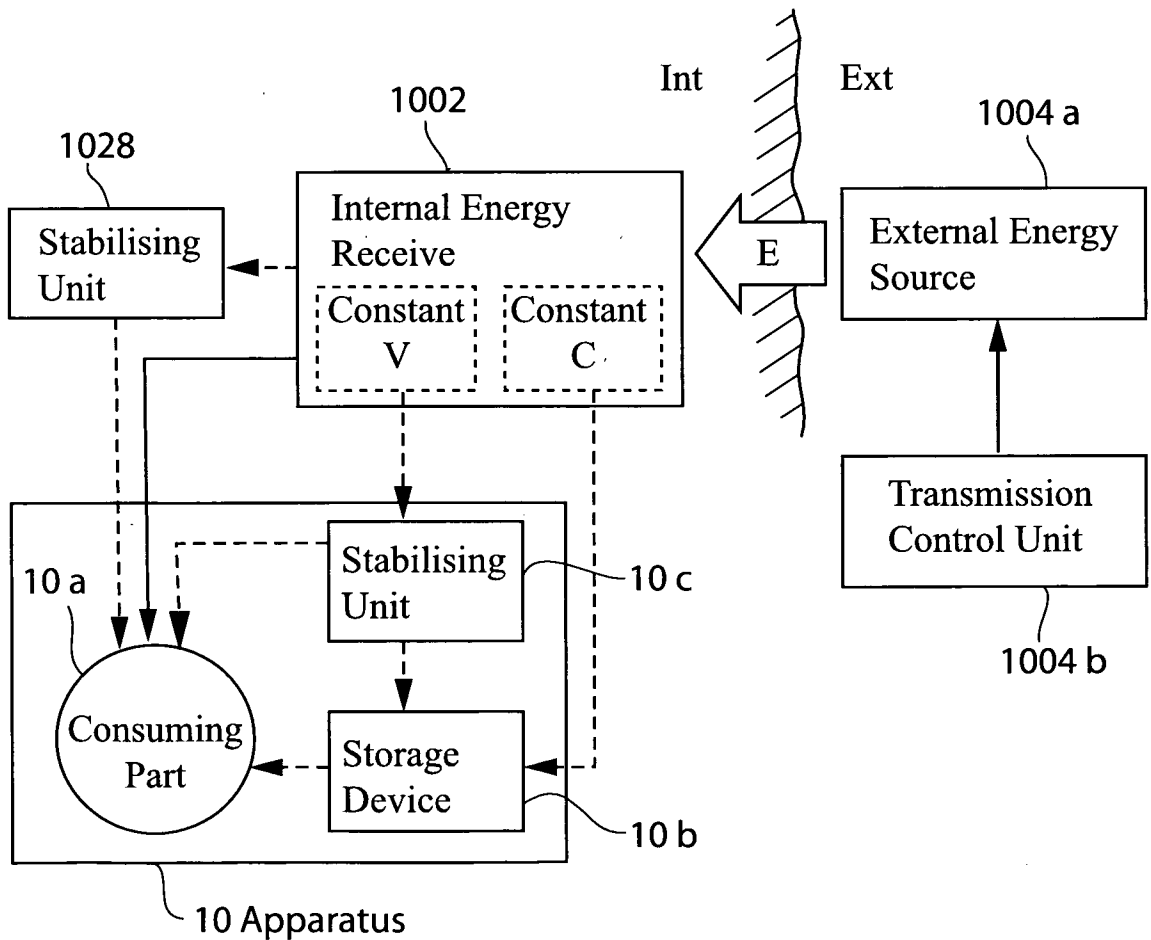 Int
Ext
1002
1004 a
1028
Internal Energy
Receive
Constant
V
Constant
C
E
External Energy
Source
Stabilising
Unit
Transmission
Control Unit
1004 b
Stabilising
Unit
10 c
10 a
Consuming
Part
Storage
Device
10 b
10 Apparatus